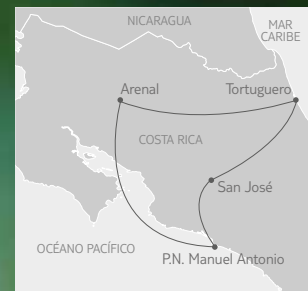 NICARAGUA
MAR
CARIBE
Arenal
Tortuguero
COSTA RICA
San José
OCÉANO PACÍFICO
P.N. Manuel Antonio